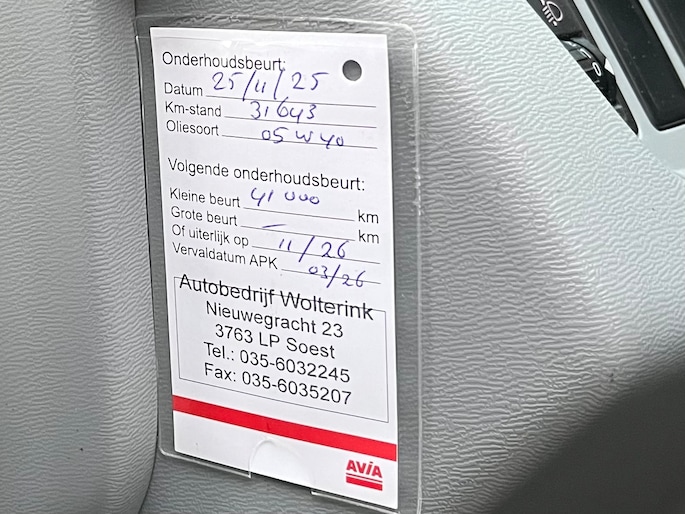 Onderhoudsbeurt:
Datum 25/11/25
Km-stand 31643
Oliesoort 05W40
Volgende onderhoudsbeurt:
Kleine beurt 41 000 km
Grote beurt — km
Of uiterlijk op 11/26
Vervaldatum APK 03/26
Autobedrijf Wolterink
Nieuwegracht 23
3763 LP Soest
Tel.: 035-6032245
Fax: 035-6035207
AVIA